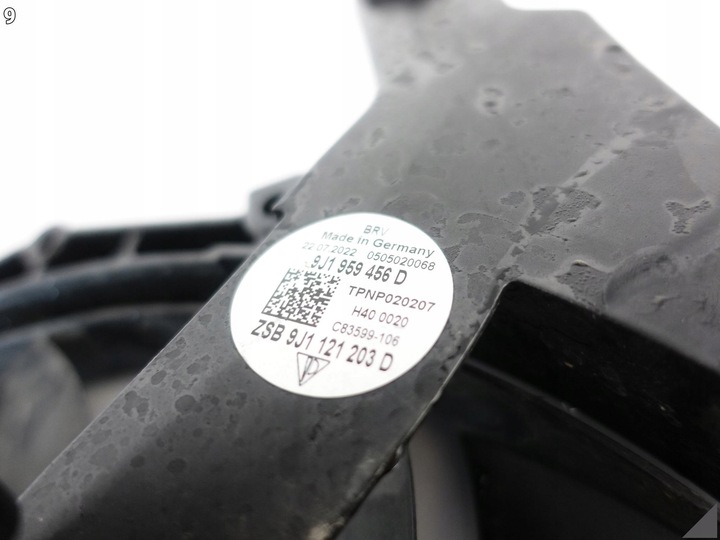 9
BRV
Made in Germany
22.07.2022 0505020068
9J1 959 456 D
TPNP020207
H40 0020
C83599-106
ZSB 9J1 121 203 D